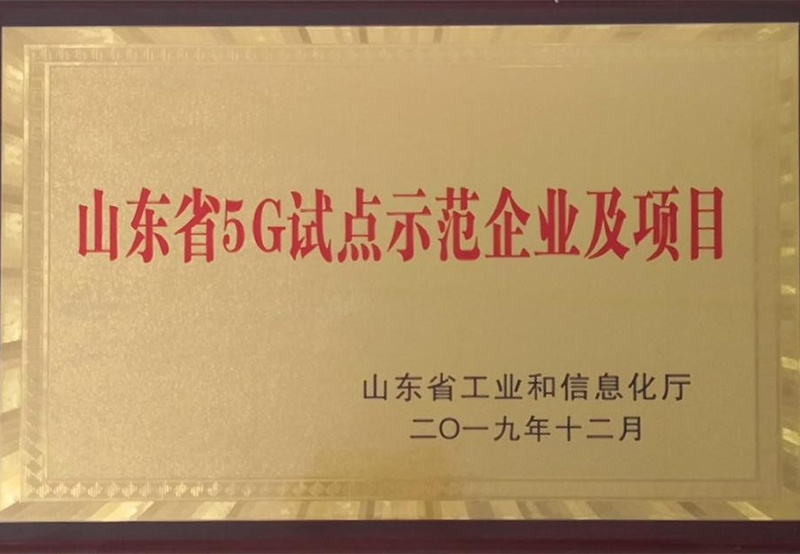 山东省5G试点示范企业及项目
山东省工业和信息化厅
二〇一九年十二月